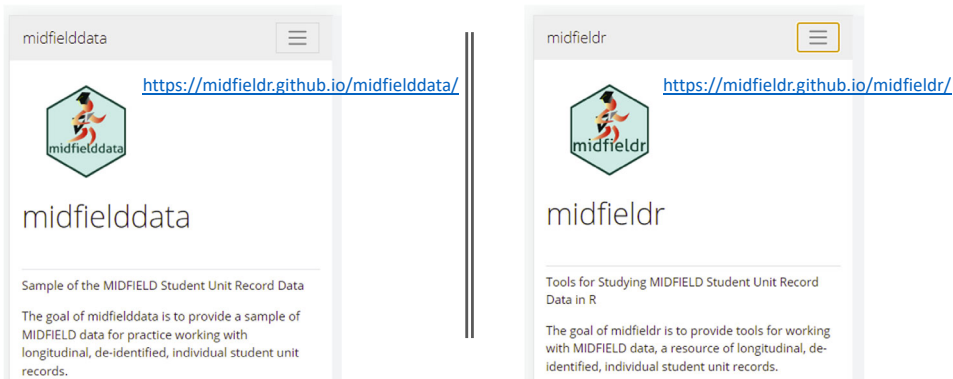 midfielddata
https://midfieldr.github.io/midfielddata/
midfielddata
midfielddata
Sample of the MIDFIELD Student Unit Record Data
The goal of midfielddata is to provide a sample of
MIDFIELD data for practice working with
longitudinal, de-identified, individual student unit
records.
midfieldr
https://midfieldr.github.io/midfieldr/
midfieldr
midfieldr
Tools for Studying MIDFIELD Student Unit Record
Data in R
The goal of midfieldr is to provide tools for working
with MIDFIELD data, a resource of longitudinal, de-
identified, individual student unit records.